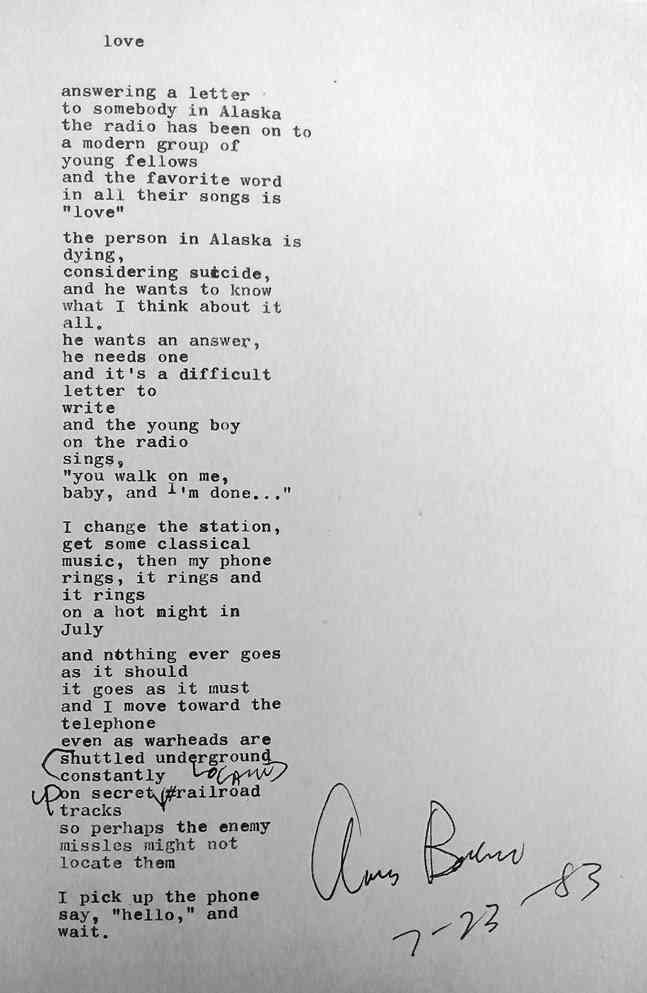 love
answering a letter
to somebody in Alaska
the radio has been on to
a modern group of
young fellows
and the favorite word
in all their songs is
"love"
the person in Alaska is
dying,
considering suicide,
and he wants to know
what I think about it
all.
he wants an answer,
he needs one
and it's a difficult
letter to
write
and the young boy
on the radio
sings,
"you walk on me,
baby, and I'm done..."
I change the station,
get some classical
music, then my phone
rings, it rings and
it rings
on a hot might in
July
and nothing ever goes
as it should
it goes as it must
and I move toward the
telephone
even as warheads are
shuttled underground
constantly
upon secret railroad
tracks
so perhaps the enemy
missles might not
locate them
I pick up the phone
say, "hello," and
wait.
7-23-83